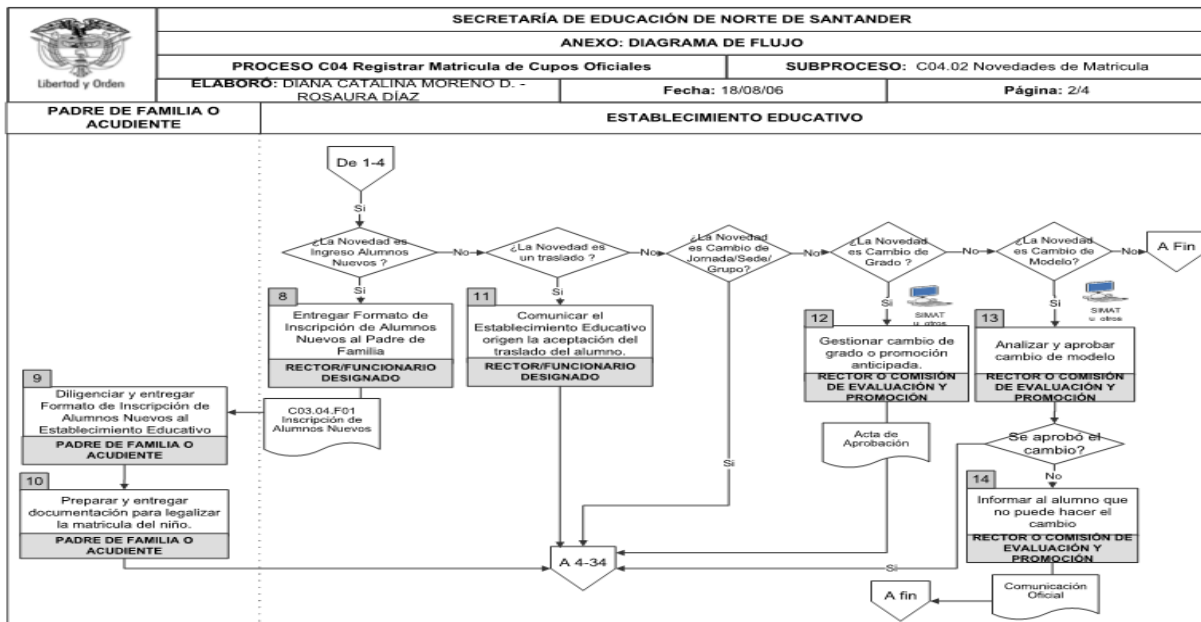 Libertad y Orden
SECRETARÍA DE EDUCACIÓN DE NORTE DE SANTANDER
ANEXO: DIAGRAMA DE FLUJO
PROCESO C04 Registrar Matricula de Cupos Oficiales
SUBPROCESO: C04.02 Novedades de Matricula
ELABORÓ: DIANA CATALINA MORENO D. -
ROSAURA DÍAZ
Fecha: 18/08/06
Página: 2/4
PADRE DE FAMILIA O
ACUDIENTE
ESTABLECIMIENTO EDUCATIVO
De 1-4
Si
¿La Novedad es
Ingreso Alumnos
Nuevos ?
No
¿La Novedad es
un traslado ?
No
¿La Novedad
es Cambio de
Jornada/Sede/
Grupo?
No
¿La Novedad
es Cambio de
Grado ?
No
¿La Novedad
es Cambio de
Modelo?
No
A Fin
Si
Si
Si
Si
Si
8
Entregar Formato de
Inscripción de Alumnos
Nuevos al Padre de
Familia
RECTOR/FUNCIONARIO
DESIGNADO
11
Comunicar el
Establecimiento Educativo
origen la aceptación del
traslado del alumno.
RECTOR/FUNCIONARIO
DESIGNADO
SIMAT
u otros
12
Gestionar cambio de
grado o promoción
anticipada.
RECTOR O COMISIÓN
DE EVALUACIÓN Y
PROMOCIÓN
SIMAT
u otros
13
Analizar y aprobar
cambio de modelo
RECTOR O COMISIÓN
DE EVALUACIÓN Y
PROMOCIÓN
9
Diligenciar y entregar
Formato de Inscripción de
Alumnos Nuevos al
Establecimiento Educativo
PADRE DE FAMILIA O
ACUDIENTE
C03.04.F01
Inscripción de
Alumnos Nuevos
Acta de
Aprobación
Se aprobó el
cambio?
No
10
Preparar y entregar
documentación para legalizar
la matricula del niño.
PADRE DE FAMILIA O
ACUDIENTE
14
Informar al alumno que
no puede hacer el
cambio
RECTOR O COMISIÓN DE
EVALUACIÓN Y
PROMOCIÓN
A 4-34
Si
Comunicación
Oficial
A fin